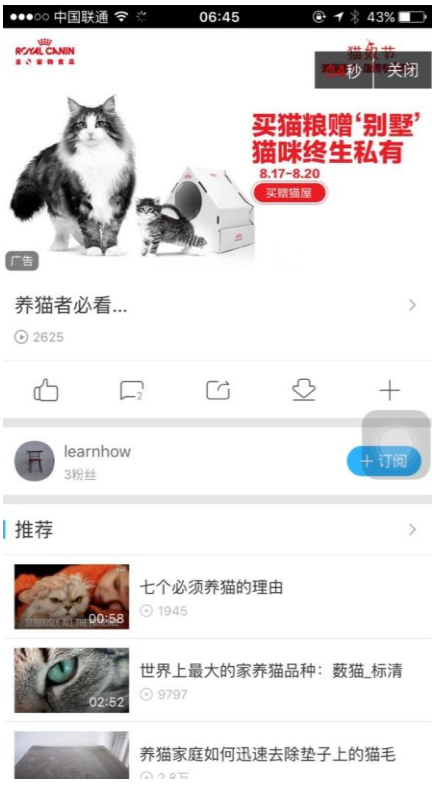 中国联通
06:45
43%
ROYAL CANIN
秒
关闭
买猫粮赠‘别墅’
猫咪终生私有
8.17-8.20
买赠猫屋
广告
养猫者必看...
2625
2
learnhow
3粉丝
+ 订阅
推荐
七个必须养猫的理由
00:58
1945
世界上最大的家养猫品种：薮猫_标清
02:52
9797
养猫家庭如何迅速去除垫子上的猫毛
2.8万